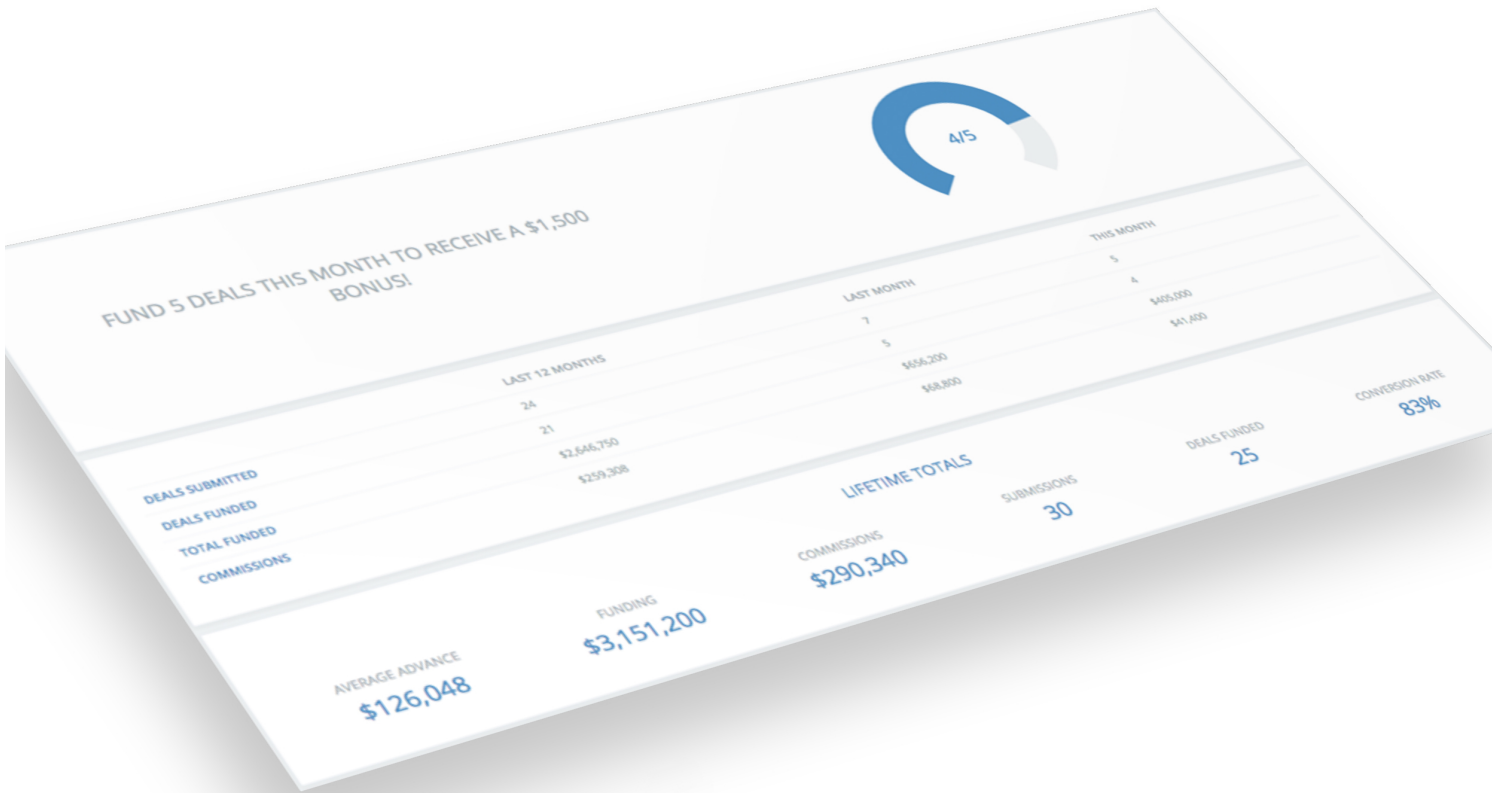 FUND 5 DEALS THIS MONTH TO RECEIVE A $1,500
BONUS!
4/5
LAST 12 MONTHS LAST MONTH THIS MONTH
DEALS SUBMITTED 24 7 5
DEALS FUNDED 21 5 4
TOTAL FUNDED $2,646,750 $656,200 $405,000
COMMISSIONS $259,308 $68,800 $41,400
LIFETIME TOTALS
AVERAGE ADVANCE FUNDING COMMISSIONS SUBMISSIONS DEALS FUNDED CONVERSION RATE
$126,048 $3,151,200 $290,340 30 25 83%